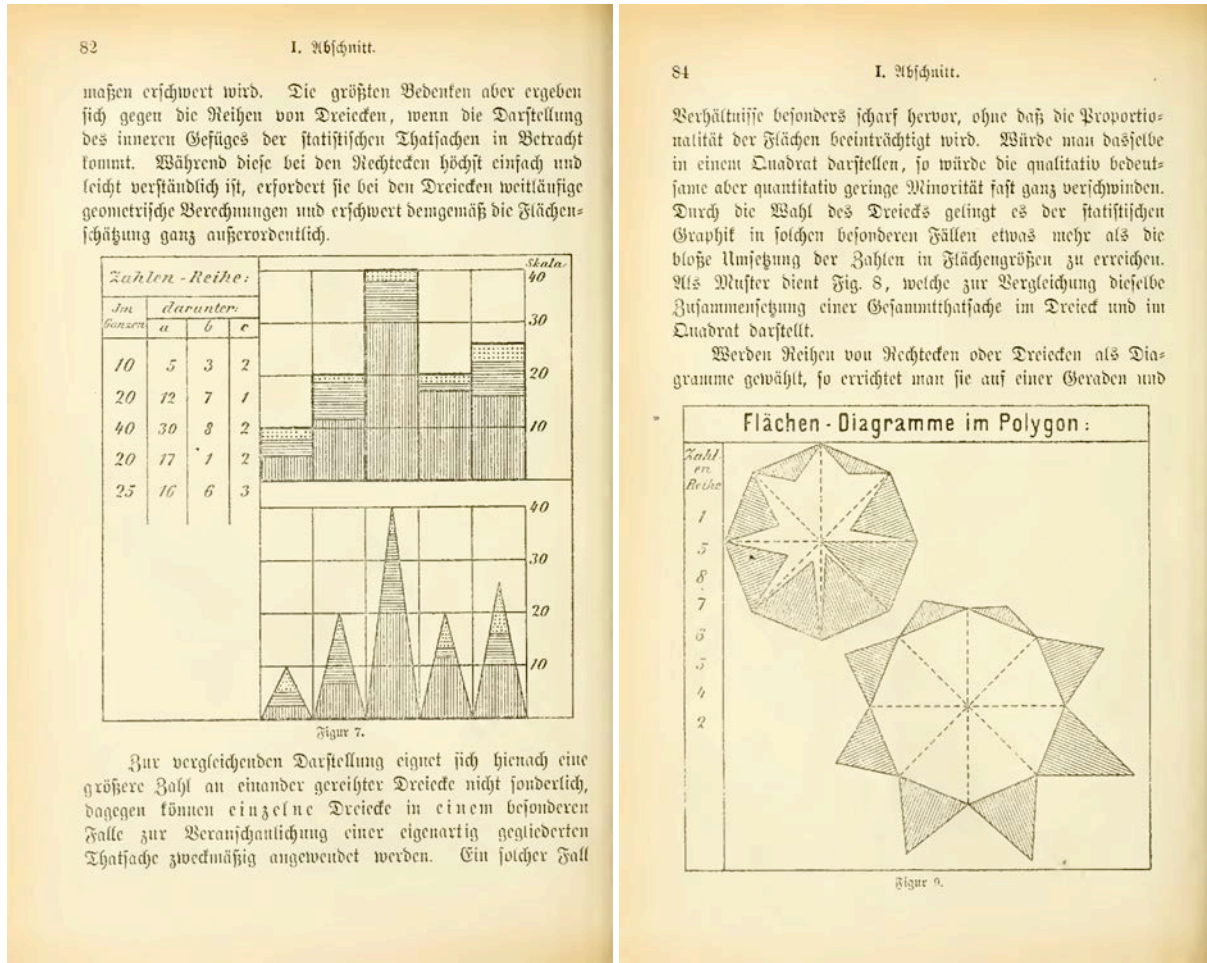 82
I. Abschnitt.
maßen erschwert wird. Die größten Bedenken aber ergeben
sich gegen die Reihen von Dreiecken, wenn die Darstellung
des inneren Gefüges der statistischen Thatsachen in Betracht
kommt. Während diese bei den Rechtecken höchst einfach und
leicht verständlich ist, erfordert sie bei den Dreiecken weitläufige
geometrische Berechnungen und erschwert demgemäß die Flächen=
schätzung ganz außerordentlich.
Zahlen-Reihe:
Im Ganzen
darunter:
a b c
10 5 3 2
20 12 7 1
40 30 8 2
20 17 1 2
25 16 6 3
Skala
40
30
20
10
40
30
20
10
Figur 7.
Zur vergleichenden Darstellung eignet sich hienach eine
größere Zahl an einander gereihter Dreiecke nicht sonderlich,
dagegen können einzelne Dreiecke in einem besonderen
Falle zur Veranschaulichung einer eigenartig gegliederten
Thatsache zweckmäßig angewendet werden. Ein solcher Fall
84
I. Abschnitt.
Verhältnisse besonders scharf hervor, ohne daß die Proportio=
nalität der Flächen beeinträchtigt wird. Würde man dasselbe
in einem Quadrat darstellen, so würde die qualitativ bedeut=
same aber quantitativ geringe Minorität fast ganz verschwinden.
Durch die Wahl des Dreiecks gelingt es der statistischen
Graphik in solchen besonderen Fällen etwas mehr als die
bloße Umsetzung der Zahlen in Flächengrößen zu erreichen.
Als Muster dient Fig. 8, welche zur Vergleichung dieselbe
Zusammensetzung einer Gesammtthatsache im Dreieck und im
Quadrat darstellt.
Werden Reihen von Rechtecken oder Dreiecken als Dia=
gramme gewählt, so errichtet man sie auf einer Geraden und
Flächen-Diagramme im Polygon:
Zahl
en
Reihe
1
5
8
7
6
5
4
2
Figur 9.